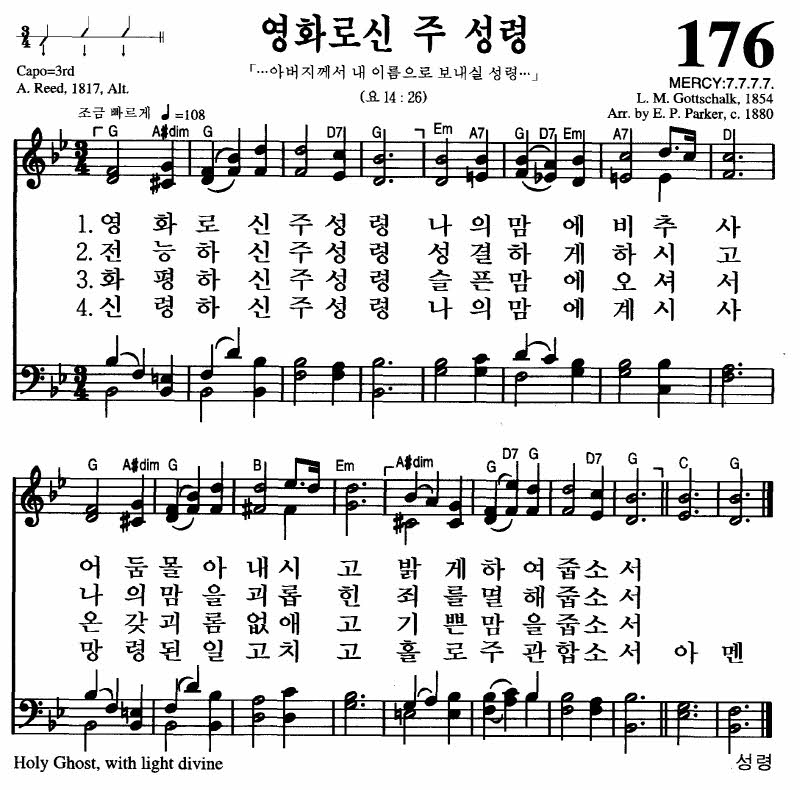 3/4
영화로신 주 성령
176
Capo=3rd
「…아버지께서 내 이름으로 보내실 성령…」
MERCY:7.7.7.7.
A. Reed, 1817, Alt.
(요 14 : 26)
L. M. Gottschalk, 1854
조금 빠르게 ♩=108
Arr. by E. P. Parker, c. 1880
G A#dim G D7 G Em A7 G D7 Em A7 D
3/4
1. 영 화 로 신 주 성 령 나 의 맘 에 비 추 사
2. 전 능 하 신 주 성 령 성 결 하 게 하 시 고
3. 화 평 하 신 주 성 령 슬 픈 맘 에 오 셔 서
4. 신 령 하 신 주 성 령 나 의 맘 에 계 시 사
3/4
G A#dim G B Em A#dim G D7 G D7 G C G
어 둠 몰 아 내 시 고 밝 게 하 여 줍 소 서
나 의 맘 을 괴 롭 힌 죄 를 멸 해 줍 소 서
온 갖 괴 롬 없 애 고 기 쁜 맘 을 줍 소 서
망 령 된 일 고 치 고 홀 로 주 관 합 소 서 아 멘
Holy Ghost, with light divine
성령